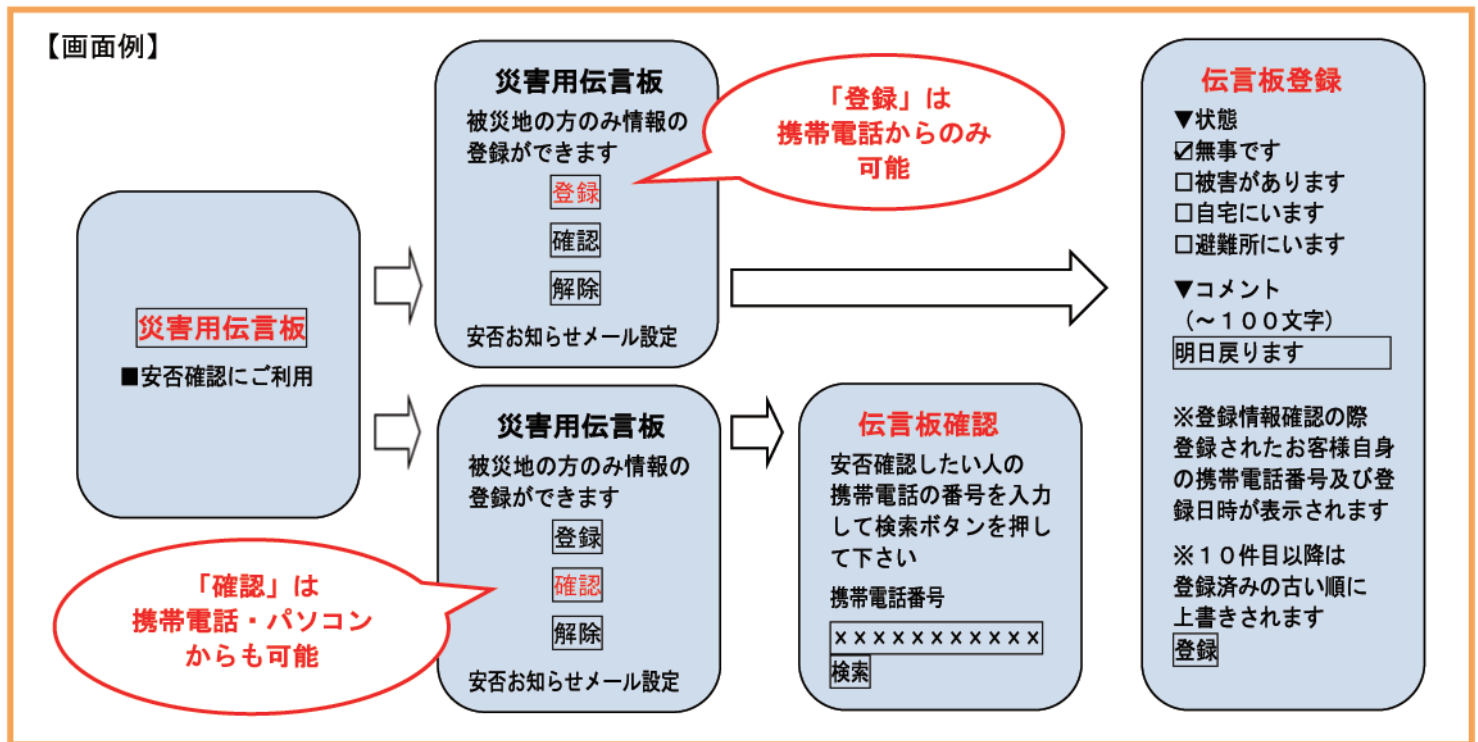 【画面例】
災害用伝言板
■安否確認にご利用
災害用伝言板
被災地の方のみ情報の
登録ができます
登録
確認
解除
安否お知らせメール設定
「登録」は
携帯電話からのみ
可能
伝言板登録
▼状態
☑無事です
□被害があります
□自宅にいます
□避難所にいます
▼コメント
（～１００文字）
明日戻ります
※登録情報確認の際
登録されたお客様自身
の携帯電話番号及び登
録日時が表示されます
※１０件目以降は
登録済みの古い順に
上書きされます
登録
災害用伝言板
被災地の方のみ情報の
登録ができます
登録
確認
解除
安否お知らせメール設定
「確認」は
携帯電話・パソコン
からも可能
伝言板確認
安否確認したい人の
携帯電話の番号を入力
して検索ボタンを押し
て下さい
携帯電話番号
×××××××××××
検索